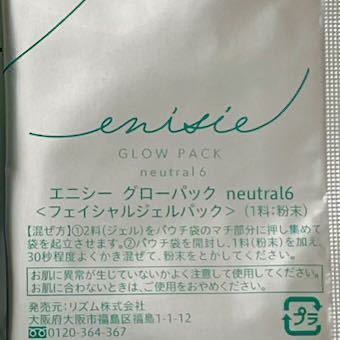 enisie
GLOW PACK
neutral6
エニシー グローパック neutral6
<フェイシャルジェルパック> (1料:粉末)
【混ぜ方】①2料(ジェル)をパウチ袋のマチ部分に押し集めて
袋を起立させます。②パウチ袋を開封し、1料(粉末)を加え、
30秒程度よくかき混ぜて、粉末をとかしてください。
お肌に異常が生じていないかよく注意して使用してください。
お肌に合わないときは、ご使用をおやめください。
発売元:リズム株式会社
大阪府大阪市福島区福島1-1-12
0120-364-367
プラ